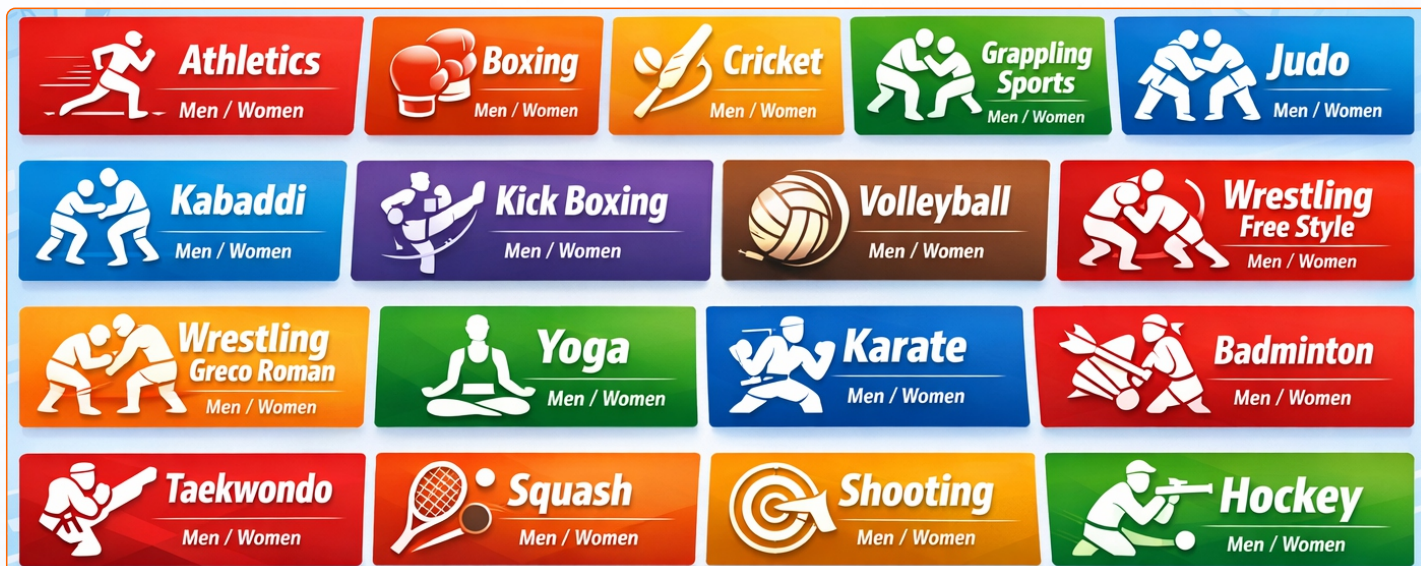 Athletics
Men / Women
Boxing
Men / Women
Cricket
Men / Women
Grappling
Sports
Men / Women
Judo
Men / Women
Kabaddi
Men / Women
Kick Boxing
Men / Women
Volleyball
Men / Women
Wrestling
Free Style
Men / Women
Wrestling
Greco Roman
Men / Women
Yoga
Men / Women
Karate
Men / Women
Badminton
Men / Women
Taekwondo
Men / Women
Squash
Men / Women
Shooting
Men / Women
Hockey
Men / Women